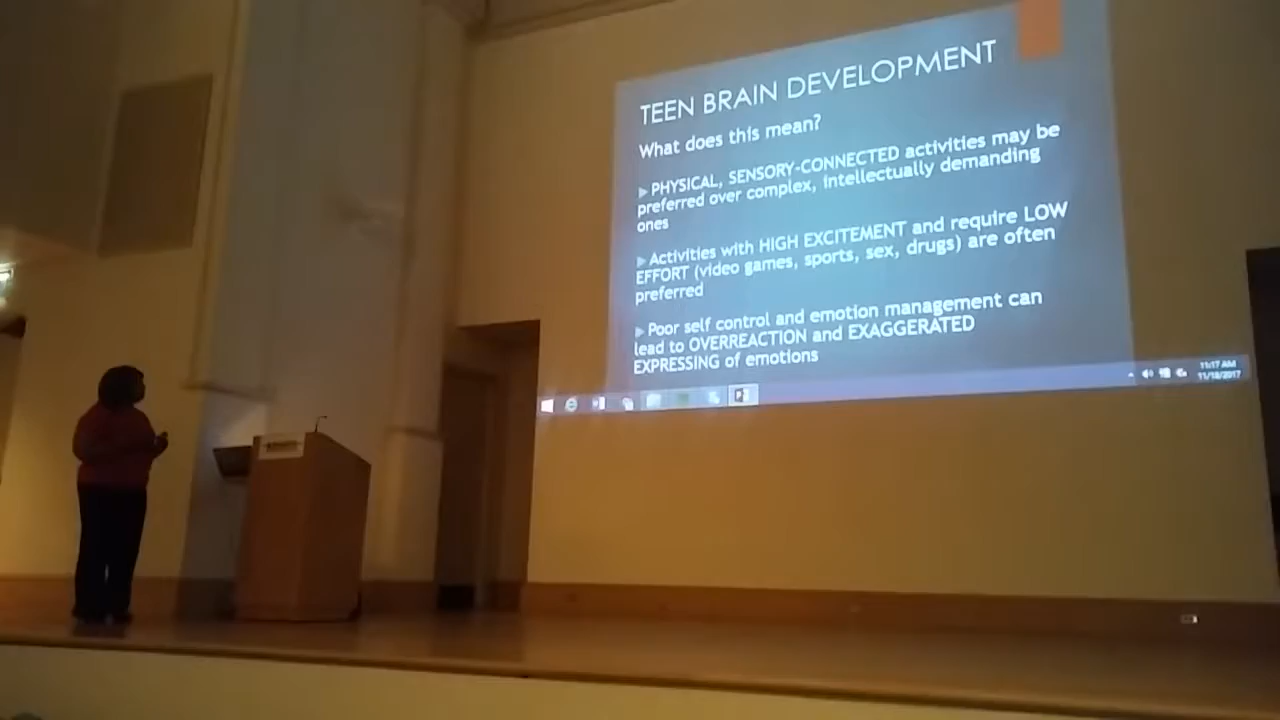 TEEN BRAIN DEVELOPMENT
What does this mean?
PHYSICAL, SENSORY-CONNECTED activities may be
preferred over complex, intellectually demanding
ones
Activities with HIGH EXCITEMENT and require LOW
EFFORT (video games, sports, sex, drugs) are often
preferred
Poor self control and emotion management can
lead to OVERREACTION and EXAGGERATED
EXPRESSING of emotions
11:17 AM
11/18/2017